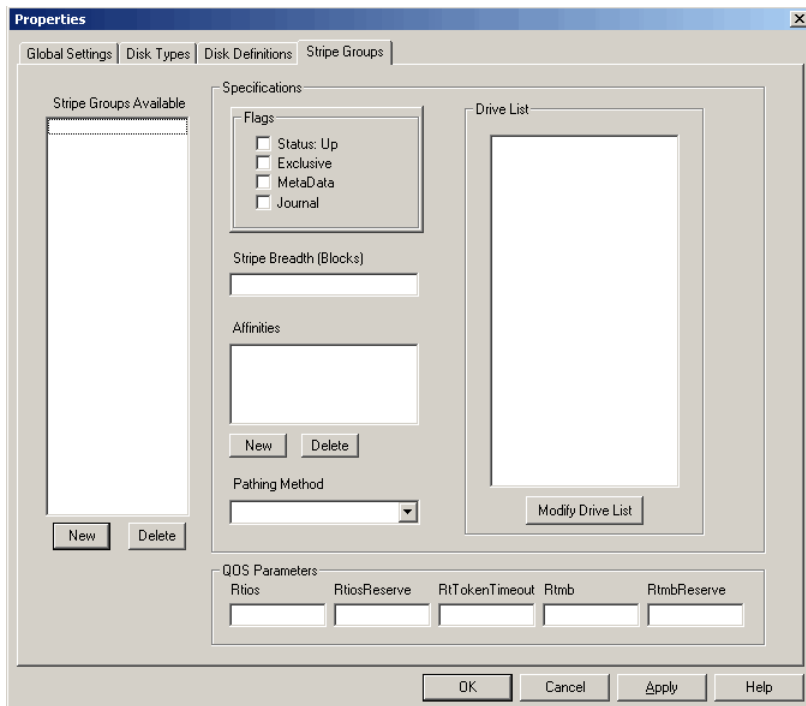 Properties
Global Settings Disk Types Disk Definitions Stripe Groups
Stripe Groups Available
New Delete
Specifications
Flags
Status: Up
Exclusive
MetaData
Journal
Stripe Breadth (Blocks)
Affinities
New Delete
Pathing Method
Drive List
Modify Drive List
QOS Parameters
Rtios RtiosReserve RtTokenTimeout Rtmb RtmbReserve
OK Cancel Apply Help